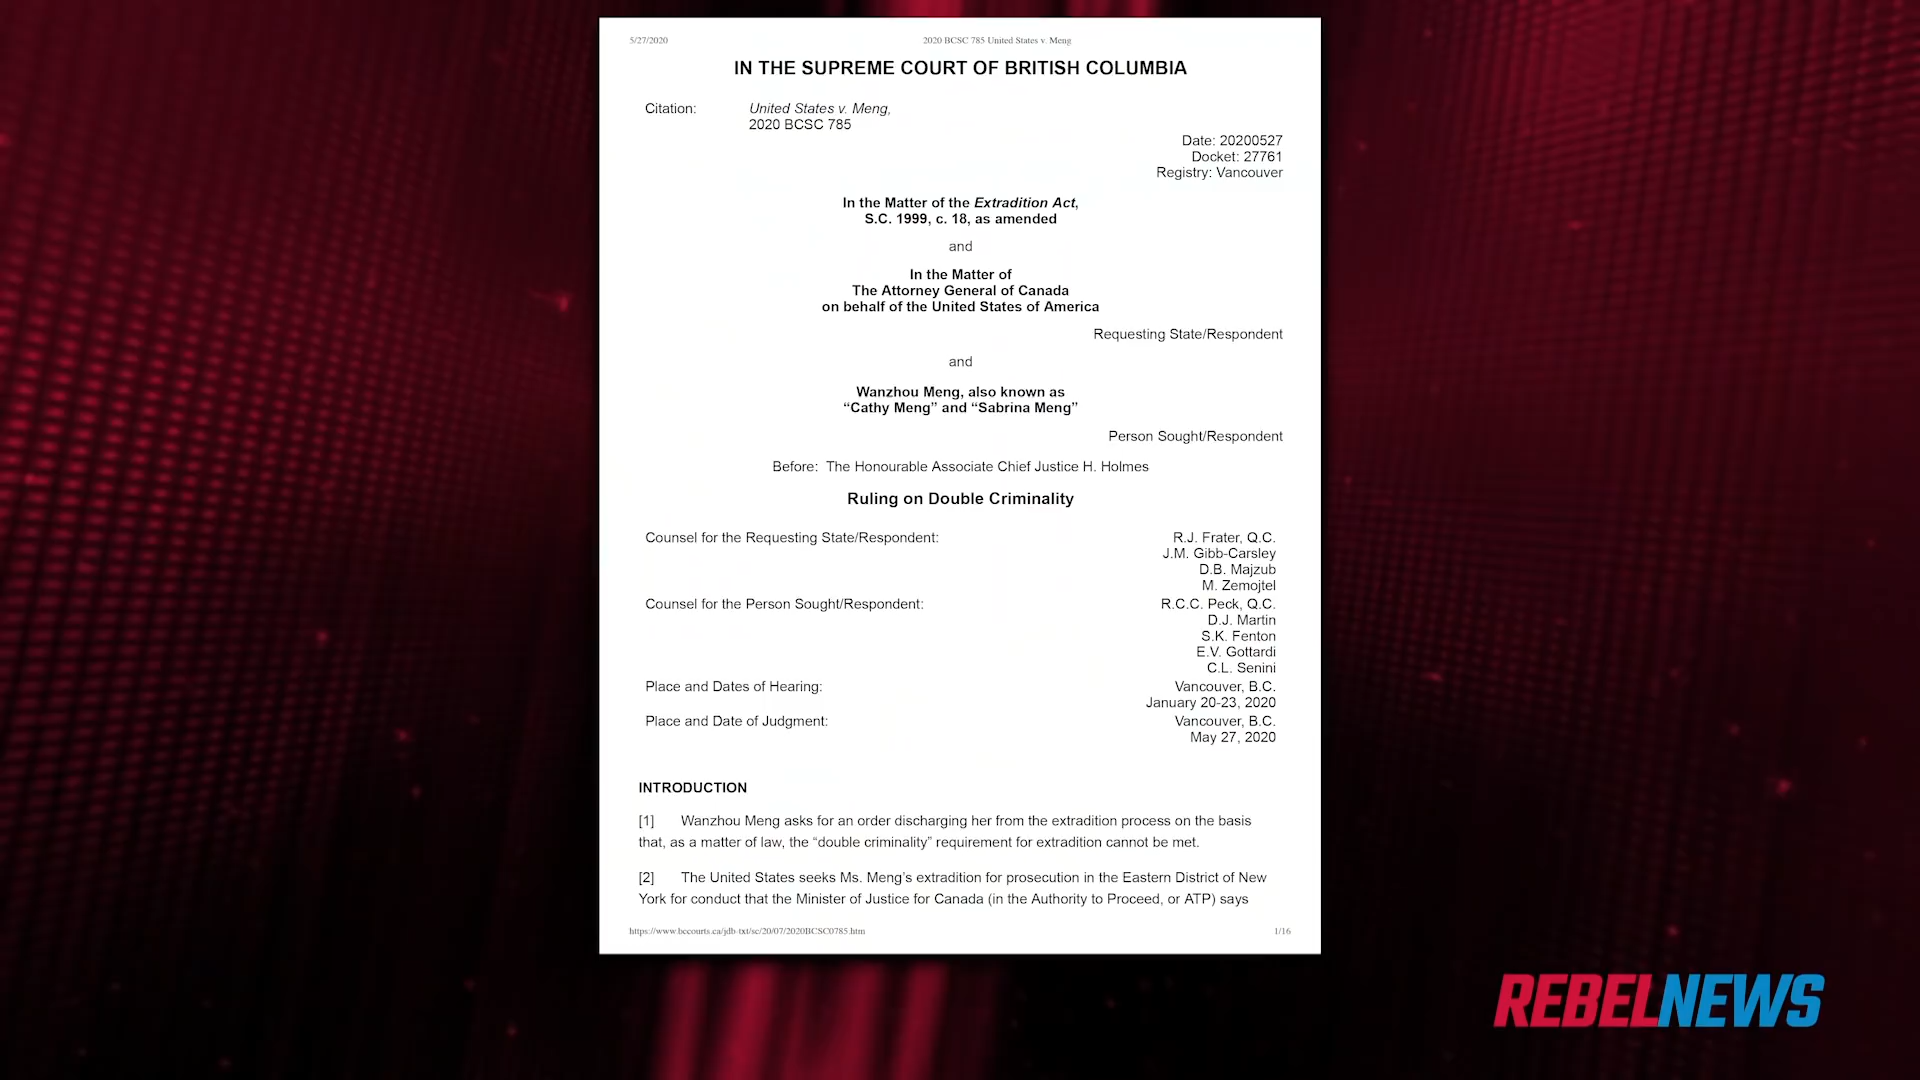 5/27/2020
2020 BCSC 785 United States v. Meng
IN THE SUPREME COURT OF BRITISH COLUMBIA
Citation: United States v. Meng,
2020 BCSC 785
Date: 20200527
Docket: 27761
Registry: Vancouver
In the Matter of the Extradition Act,
S.C. 1999, c. 18, as amended
and
In the Matter of
The Attorney General of Canada
on behalf of the United States of America
Requesting State/Respondent
and
Wanzhou Meng, also known as
“Cathy Meng” and “Sabrina Meng”
Person Sought/Respondent
Before: The Honourable Associate Chief Justice H. Holmes
Ruling on Double Criminality
Counsel for the Requesting State/Respondent: R.J. Frater, Q.C.
J.M. Gibb-Carsley
D.B. Majzub
M. Zemojtel
Counsel for the Person Sought/Respondent: R.C.C. Peck, Q.C.
D.J. Martin
S.K. Fenton
E.V. Gottardi
C.L. Senini
Place and Dates of Hearing: Vancouver, B.C.
January 20-23, 2020
Place and Date of Judgment: Vancouver, B.C.
May 27, 2020
INTRODUCTION
[1] Wanzhou Meng asks for an order discharging her from the extradition process on the basis
that, as a matter of law, the “double criminality” requirement for extradition cannot be met.
[2] The United States seeks Ms. Meng’s extradition for prosecution in the Eastern District of New
York for conduct that the Minister of Justice for Canada (in the Authority to Proceed, or ATP) says
https://www.bccourts.ca/jdb-txt/sc/20/07/2020BCSC0785.htm
1/16
REBELNEWS